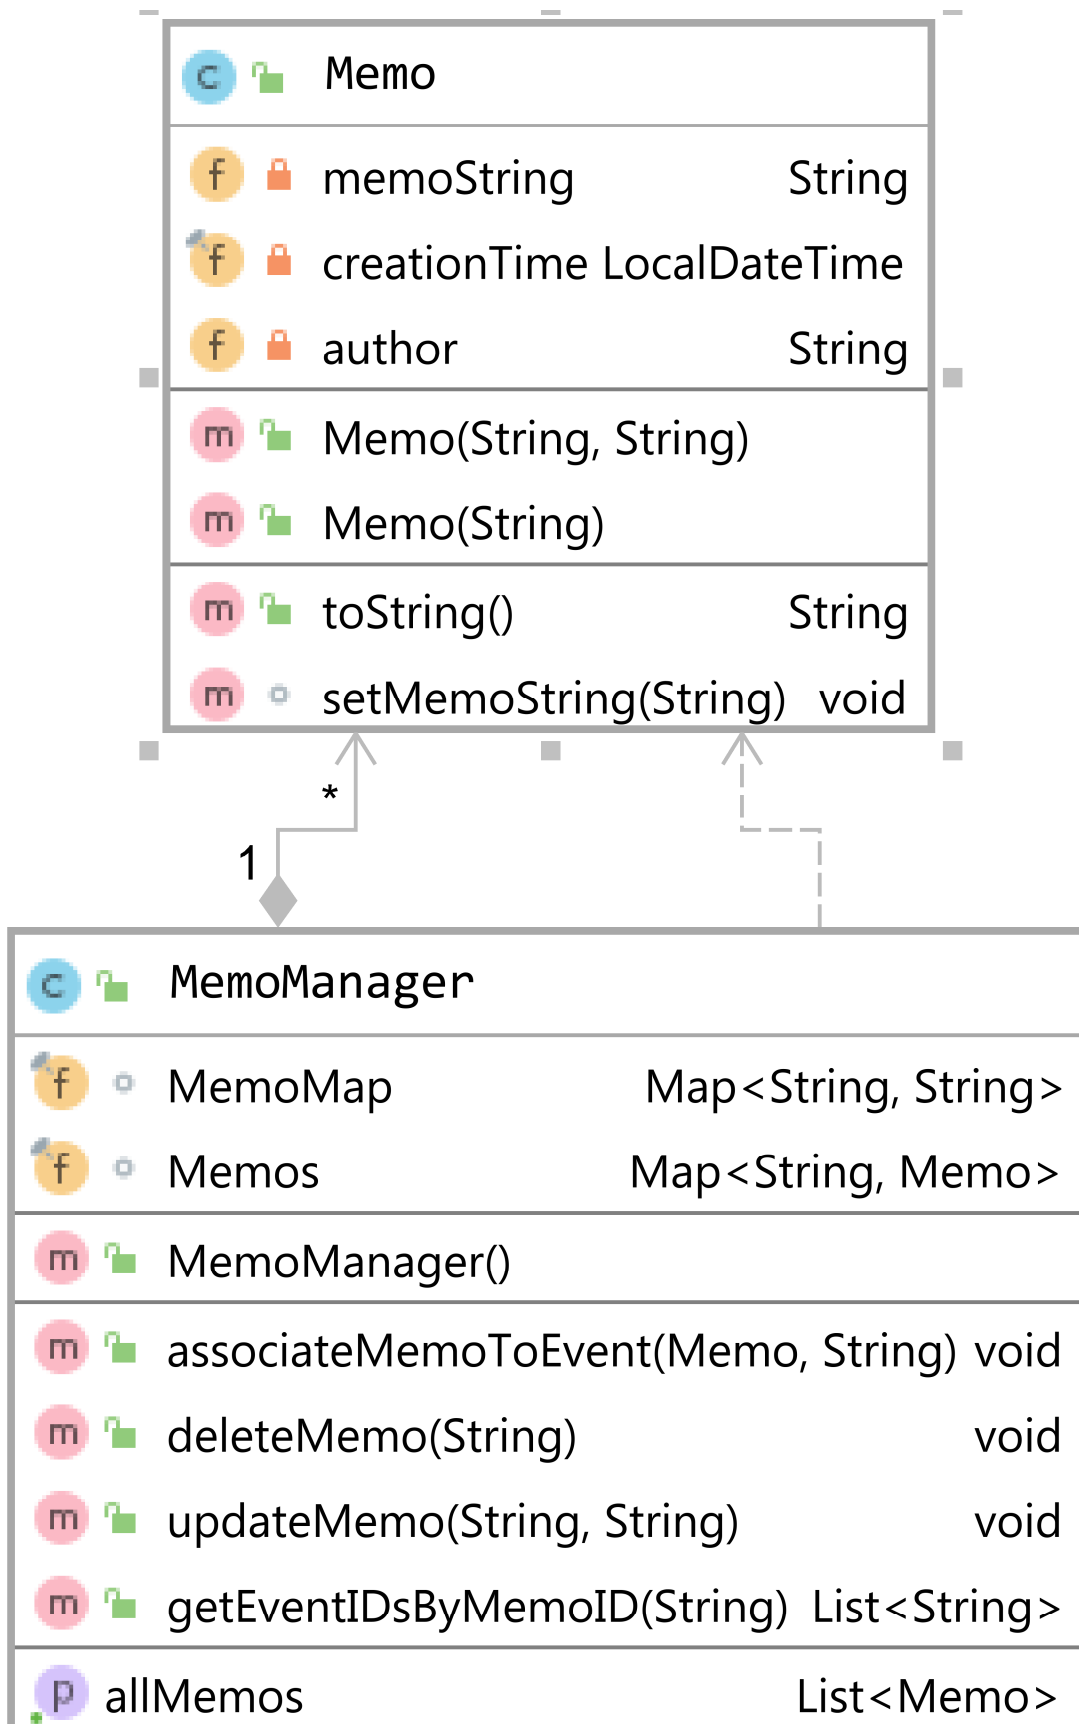 c Memo
f memoString String
f creationTime LocalDateTime
f author String
m Memo(String, String)
m Memo(String)
m toString() String
m setMemoString(String) void
*
1
c MemoManager
f MemoMap Map<String, String>
f Memos Map<String, Memo>
m MemoManager()
m associateMemoToEvent(Memo, String) void
m deleteMemo(String) void
m updateMemo(String, String) void
m getEventIDsByMemoID(String) List<String>
p allMemos List<Memo>